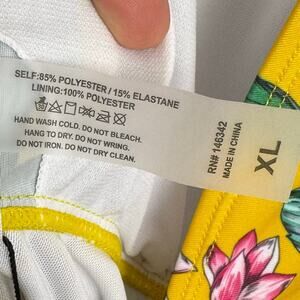 SELF:85% POLYESTER / 15% ELASTANE
LINING:100% POLYESTER
HAND WASH COLD. DO NOT BLEACH.
HANG TO DRY. DO NOT WRING.
DO NOT IRON. DO NOT DRY CLEAN.
RN# 146342
MADE IN CHINA
XL